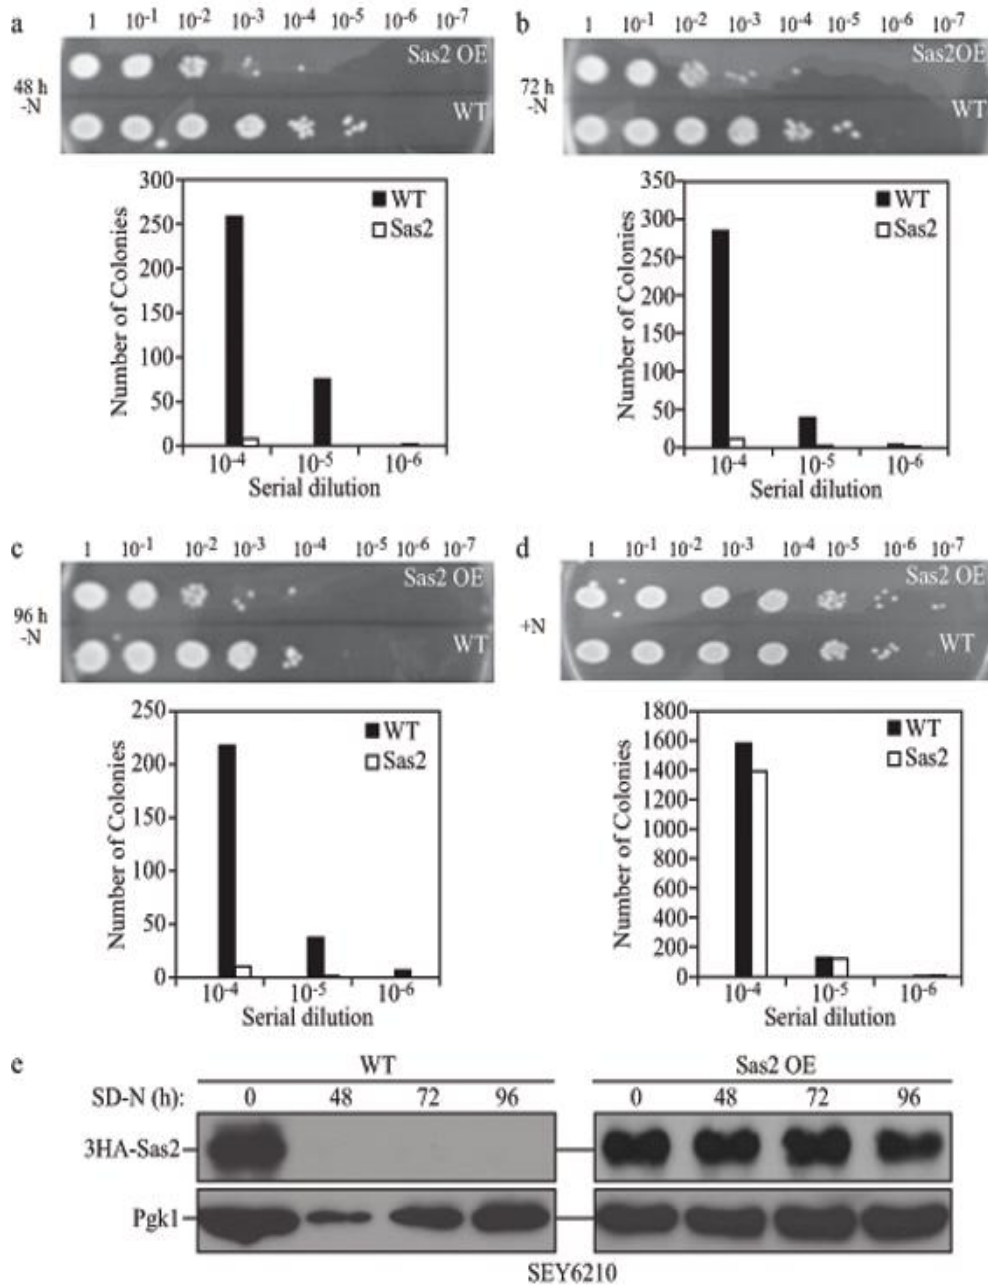 a 1 10-1 10-2 10-3 10-4 10-5 10-6 10-7
48 h
-N
Sas2 OE
WT
300
250
200
150
100
50
0
Number of Colonies
WT
Sas2
10-4 10-5 10-6
Serial dilution
b 1 10-1 10-2 10-3 10-4 10-5 10-6 10-7
72 h
-N
Sas2OE
WT
350
300
250
200
150
100
50
0
Number of Colonies
WT
Sas2
10-4 10-5 10-6
Serial dilution
c 1 10-1 10-2 10-3 10-4 10-5 10-6 10-7
96 h
-N
Sas2 OE
WT
250
200
150
100
50
0
Number of Colonies
WT
Sas2
10-4 10-5 10-6
Serial dilution
d 1 10-1 10-2 10-3 10-4 10-5 10-6 10-7
+N
Sas2 OE
WT
1800
1600
1400
1200
1000
800
600
400
200
0
Number of Colonies
WT
Sas2
10-4 10-5 10-6
Serial dilution
e WT Sas2 OE
SD-N (h): 0 48 72 96 0 48 72 96
3HA-Sas2
Pgk1
SEY6210